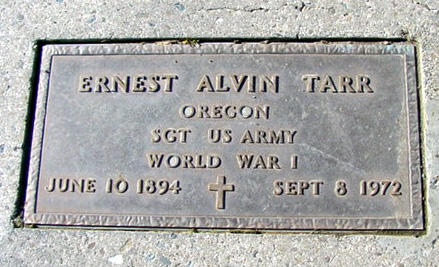 ERNEST ALVIN TARR
OREGON
SGT US ARMY
WORLD WAR I
JUNE 10 1894 SEPT 8 1972